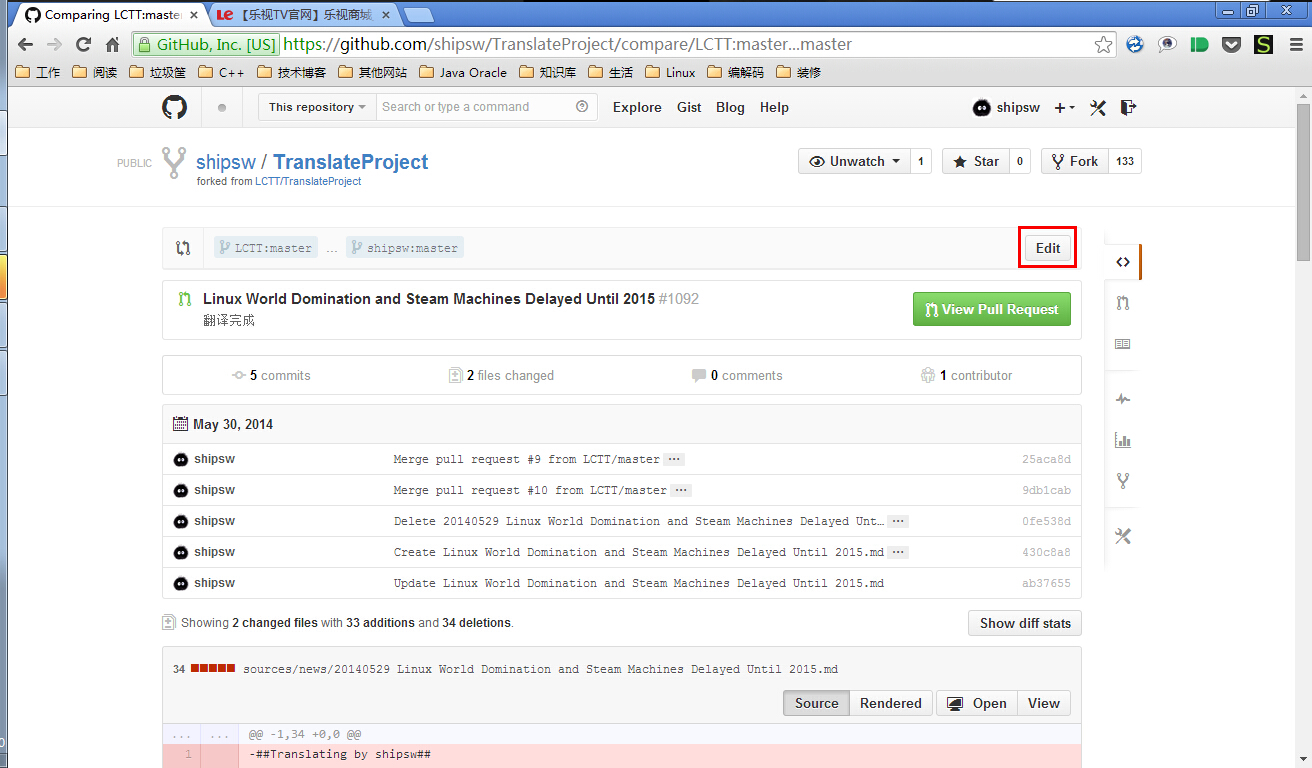 Comparing LCTT:master
Le 【乐视TV官网】乐视商城
GitHub, Inc. [US] https://github.com/shipsw/TranslateProject/compare/LCTT:master...master
工作 阅读 垃圾筐 C++ 技术博客 其他网站 Java Oracle 知识库 生活 Linux 编解码 装修
This repository Search or type a command Explore Gist Blog Help shipsw
PUBLIC shipsw / TranslateProject Unwatch 1 Star 0 Fork 133
forked from LCTT/TranslateProject
LCTT:master ... shipsw:master Edit
Linux World Domination and Steam Machines Delayed Until 2015 #1092
翻译完成
View Pull Request
5 commits 2 files changed 0 comments 1 contributor
May 30, 2014
shipsw Merge pull request #9 from LCTT/master ... 25aca8d
shipsw Merge pull request #10 from LCTT/master ... 9db1cab
shipsw Delete 20140529 Linux World Domination and Steam Machines Delayed Unt… ... 0fe538d
shipsw Create Linux World Domination and Steam Machines Delayed Until 2015.md ... 430c8a8
shipsw Update Linux World Domination and Steam Machines Delayed Until 2015.md ab37655
Showing 2 changed files with 33 additions and 34 deletions. Show diff stats
34 sources/news/20140529 Linux World Domination and Steam Machines Delayed Until 2015.md
Source Rendered Open View
... ... @@ -1,34 +0,0 @@
1 -##Translating by shipsw##